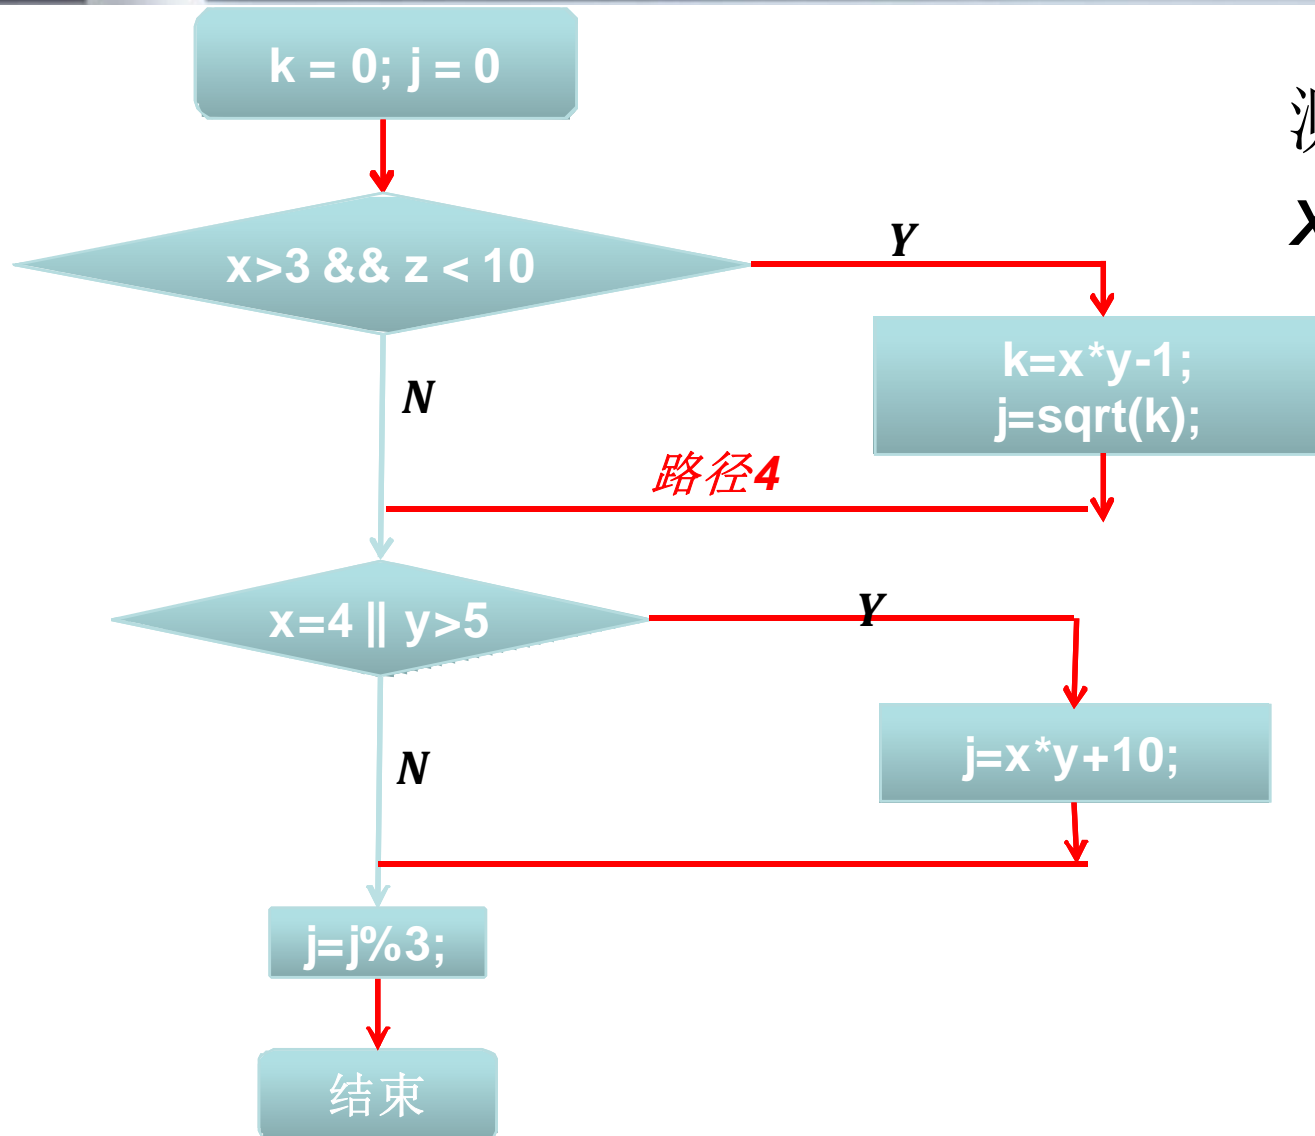 k = 0; j = 0
x>3 && z < 10
Y
k=x*y-1;
j=sqrt(k);
N
路径4
x=4 || y>5
Y
j=x*y+10;
N
j=j%3;
结束